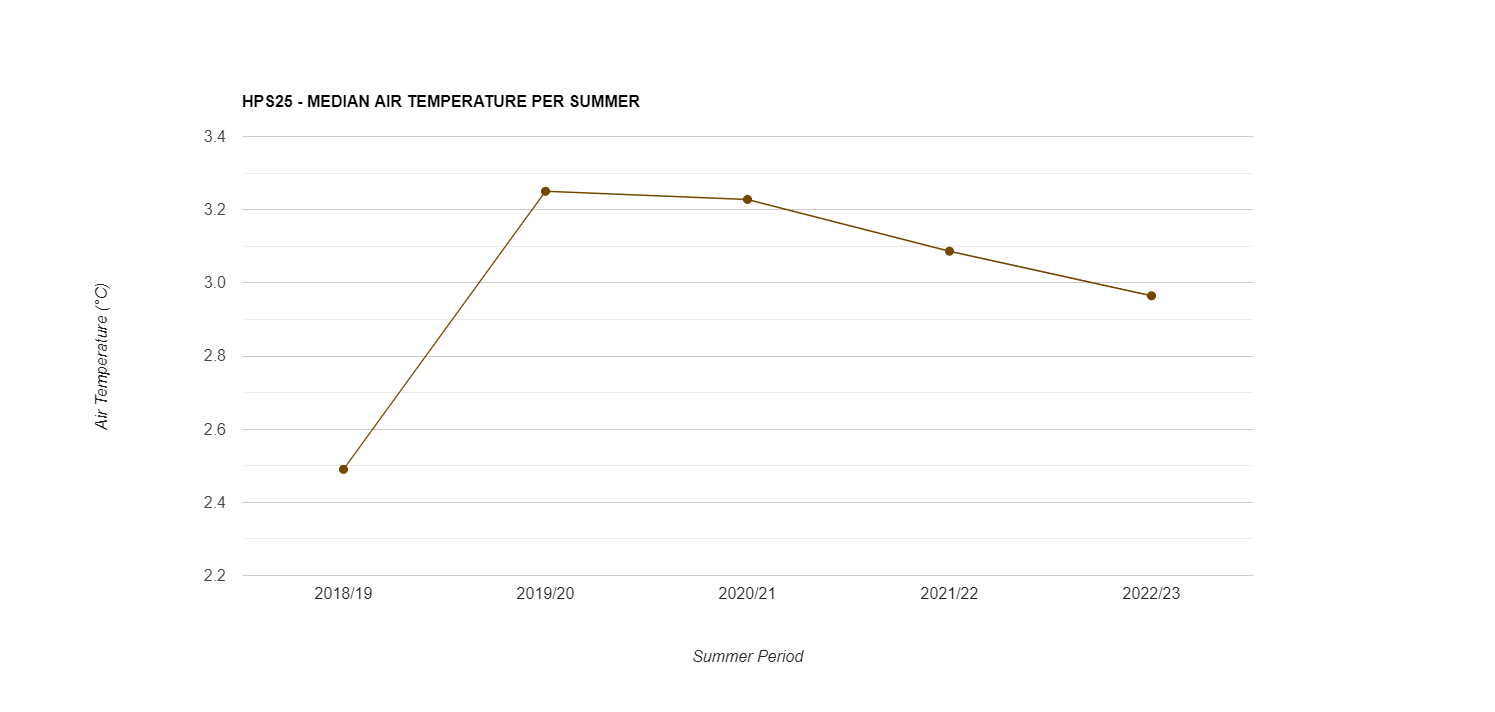 HPS25 - MEDIAN AIR TEMPERATURE PER SUMMER
3.4
3.2
3.0
2.8
2.6
2.4
2.2
Air Temperature (°C)
2018/19 2019/20 2020/21 2021/22 2022/23
Summer Period